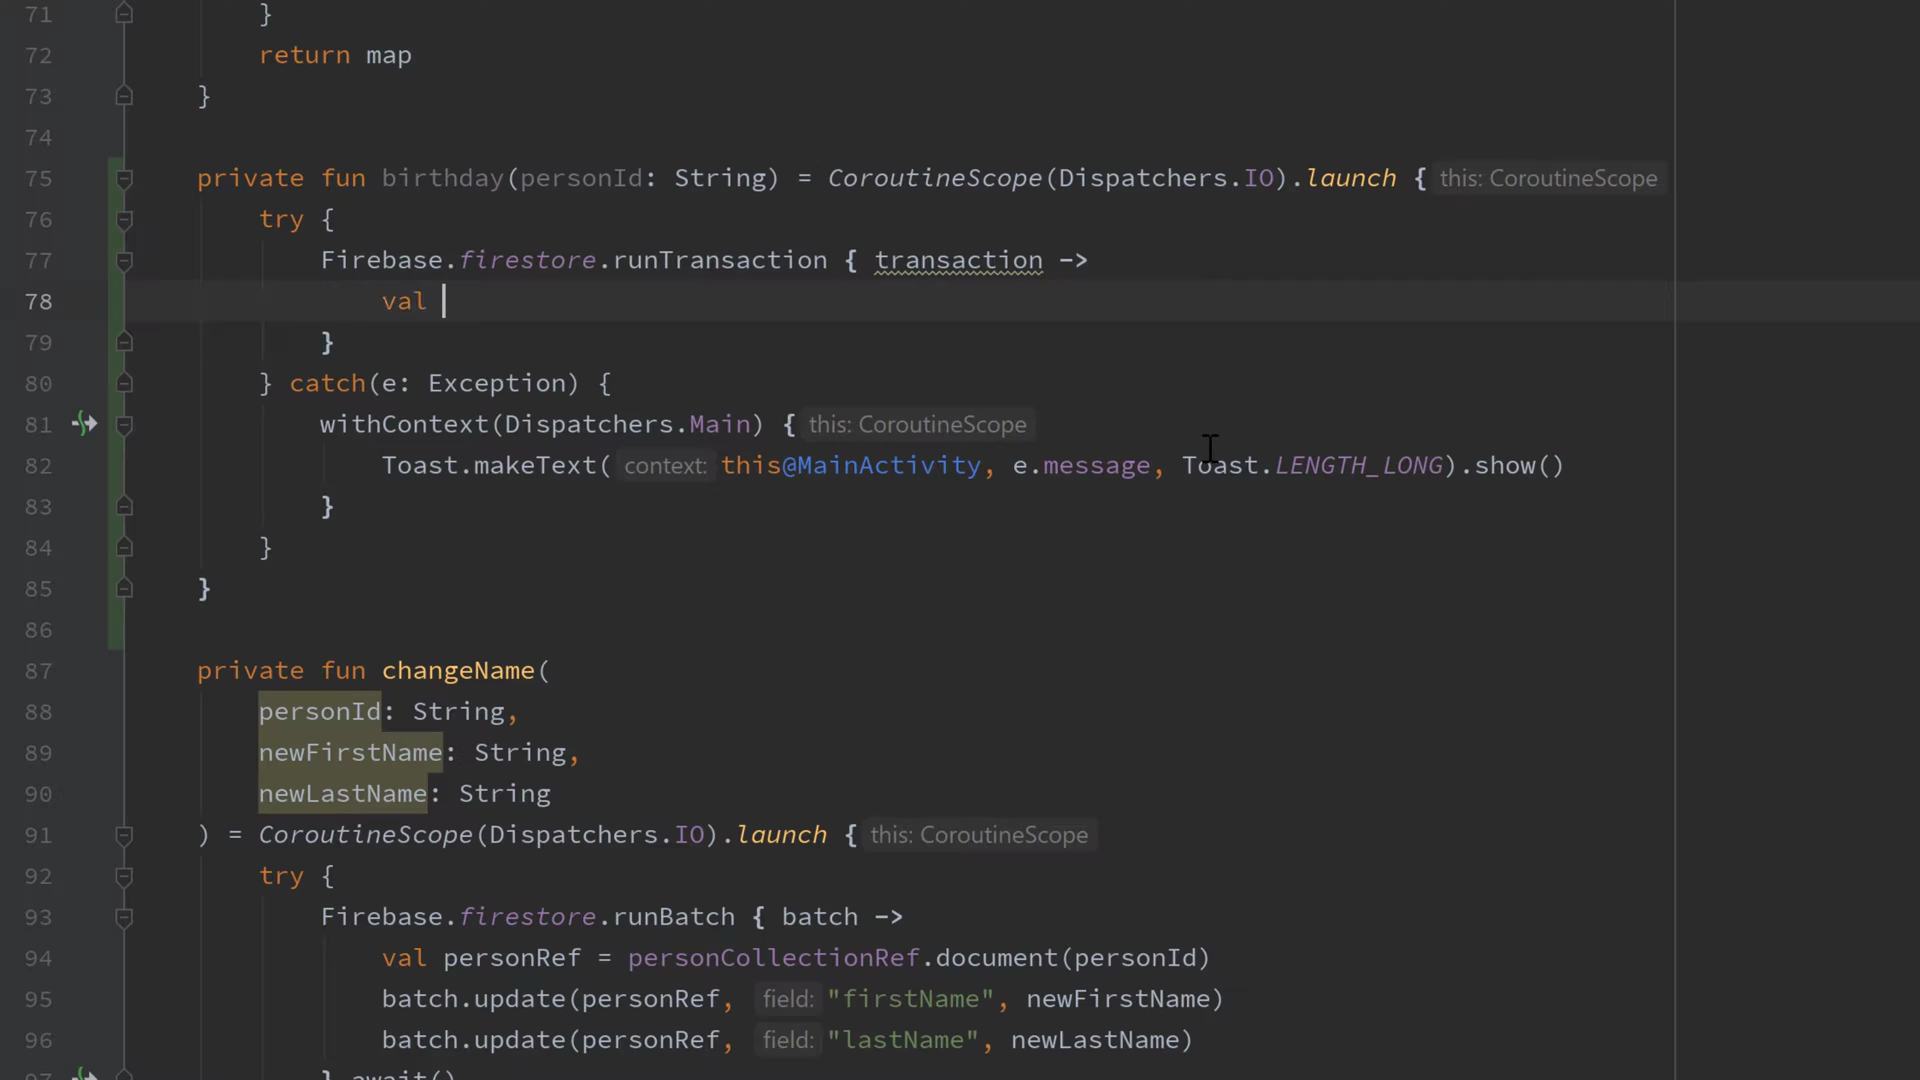 71 }
72 return map
73 }
74
75 private fun birthday(personId: String) = CoroutineScope(Dispatchers.IO).launch { this: CoroutineScope
76 try {
77 Firebase.firestore.runTransaction { transaction ->
78 val
79 }
80 } catch(e: Exception) {
81 withContext(Dispatchers.Main) { this: CoroutineScope
82 Toast.makeText( context: this@MainActivity, e.message, Toast.LENGTH_LONG).show()
83 }
84 }
85 }
86
87 private fun changeName(
88 personId: String,
89 newFirstName: String,
90 newLastName: String
91 ) = CoroutineScope(Dispatchers.IO).launch { this: CoroutineScope
92 try {
93 Firebase.firestore.runBatch { batch ->
94 val personRef = personCollectionRef.document(personId)
95 batch.update(personRef, field: "firstName", newFirstName)
96 batch.update(personRef, field: "lastName", newLastName)
97 }.await()